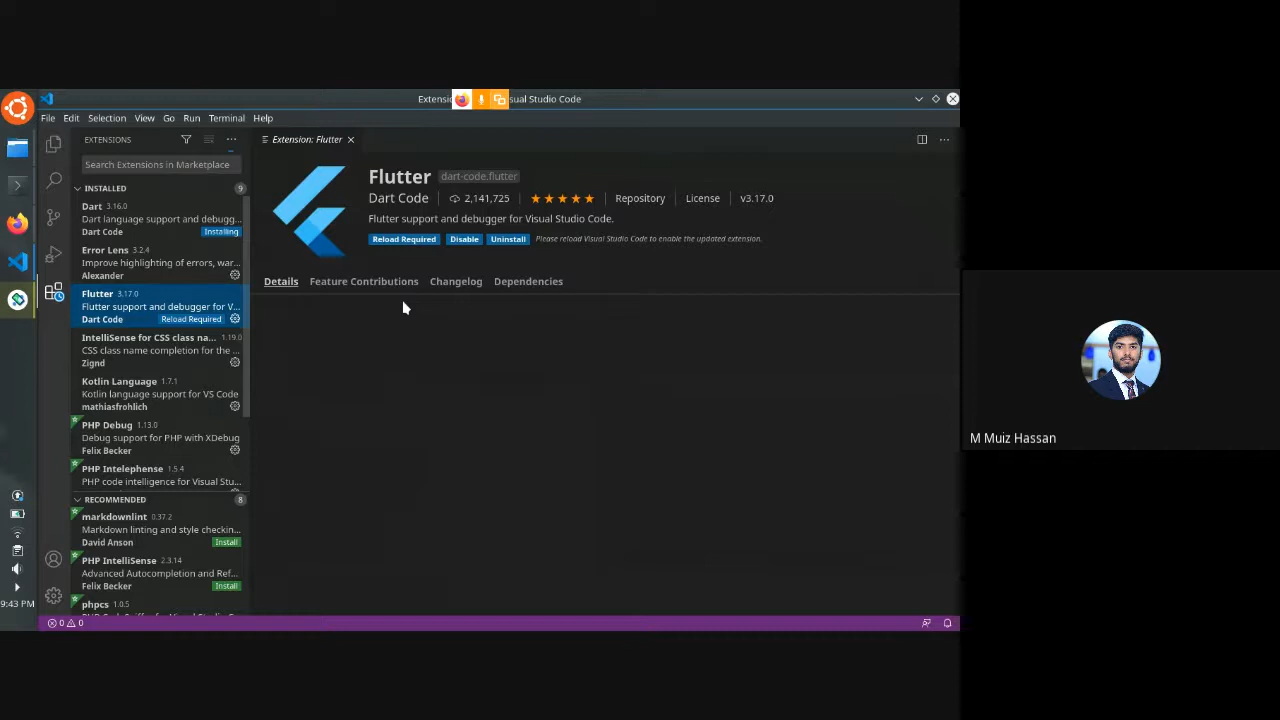 Extensi sual Studio Code
File Edit Selection View Go Run Terminal Help
EXTENSIONS
Extension: Flutter
Search Extensions in Marketplace
INSTALLED 9
Dart 3.16.0
Dart language support and debugg...
Dart Code Installing
Error Lens 3.2.4
Improve highlighting of errors, war...
Alexander
Flutter 3.17.0
Flutter support and debugger for V...
Dart Code Reload Required
IntelliSense for CSS class na... 1.19.0
CSS class name completion for the ...
Zignd
Kotlin Language 1.7.1
Kotlin language support for VS Code
mathiasfrohlich
PHP Debug 1.13.0
Debug support for PHP with XDebug
Felix Becker
PHP Intelephense 1.5.4
PHP code intelligence for Visual Stu...
RECOMMENDED 8
markdownlint 0.37.2
Markdown linting and style checkin...
David Anson Install
PHP IntelliSense 2.3.14
Advanced Autocompletion and Ref...
Felix Becker Install
phpcs 1.0.5
Flutter dart-code.flutter
Dart Code 2,141,725 Repository License v3.17.0
Flutter support and debugger for Visual Studio Code.
Reload Required Disable Uninstall Please reload Visual Studio Code to enable the updated extension.
Details Feature Contributions Changelog Dependencies
9:43 PM
0 0
M Muiz Hassan